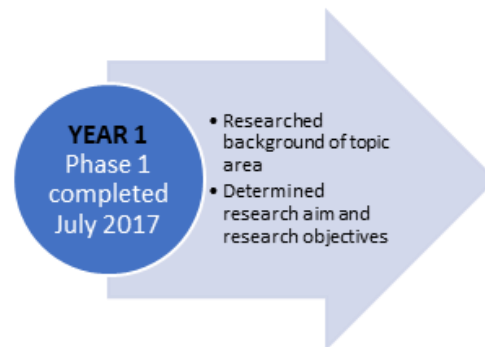 YEAR 1
Phase 1
completed
July 2017
• Researched
background of topic
area
• Determined
research aim and
research objectives